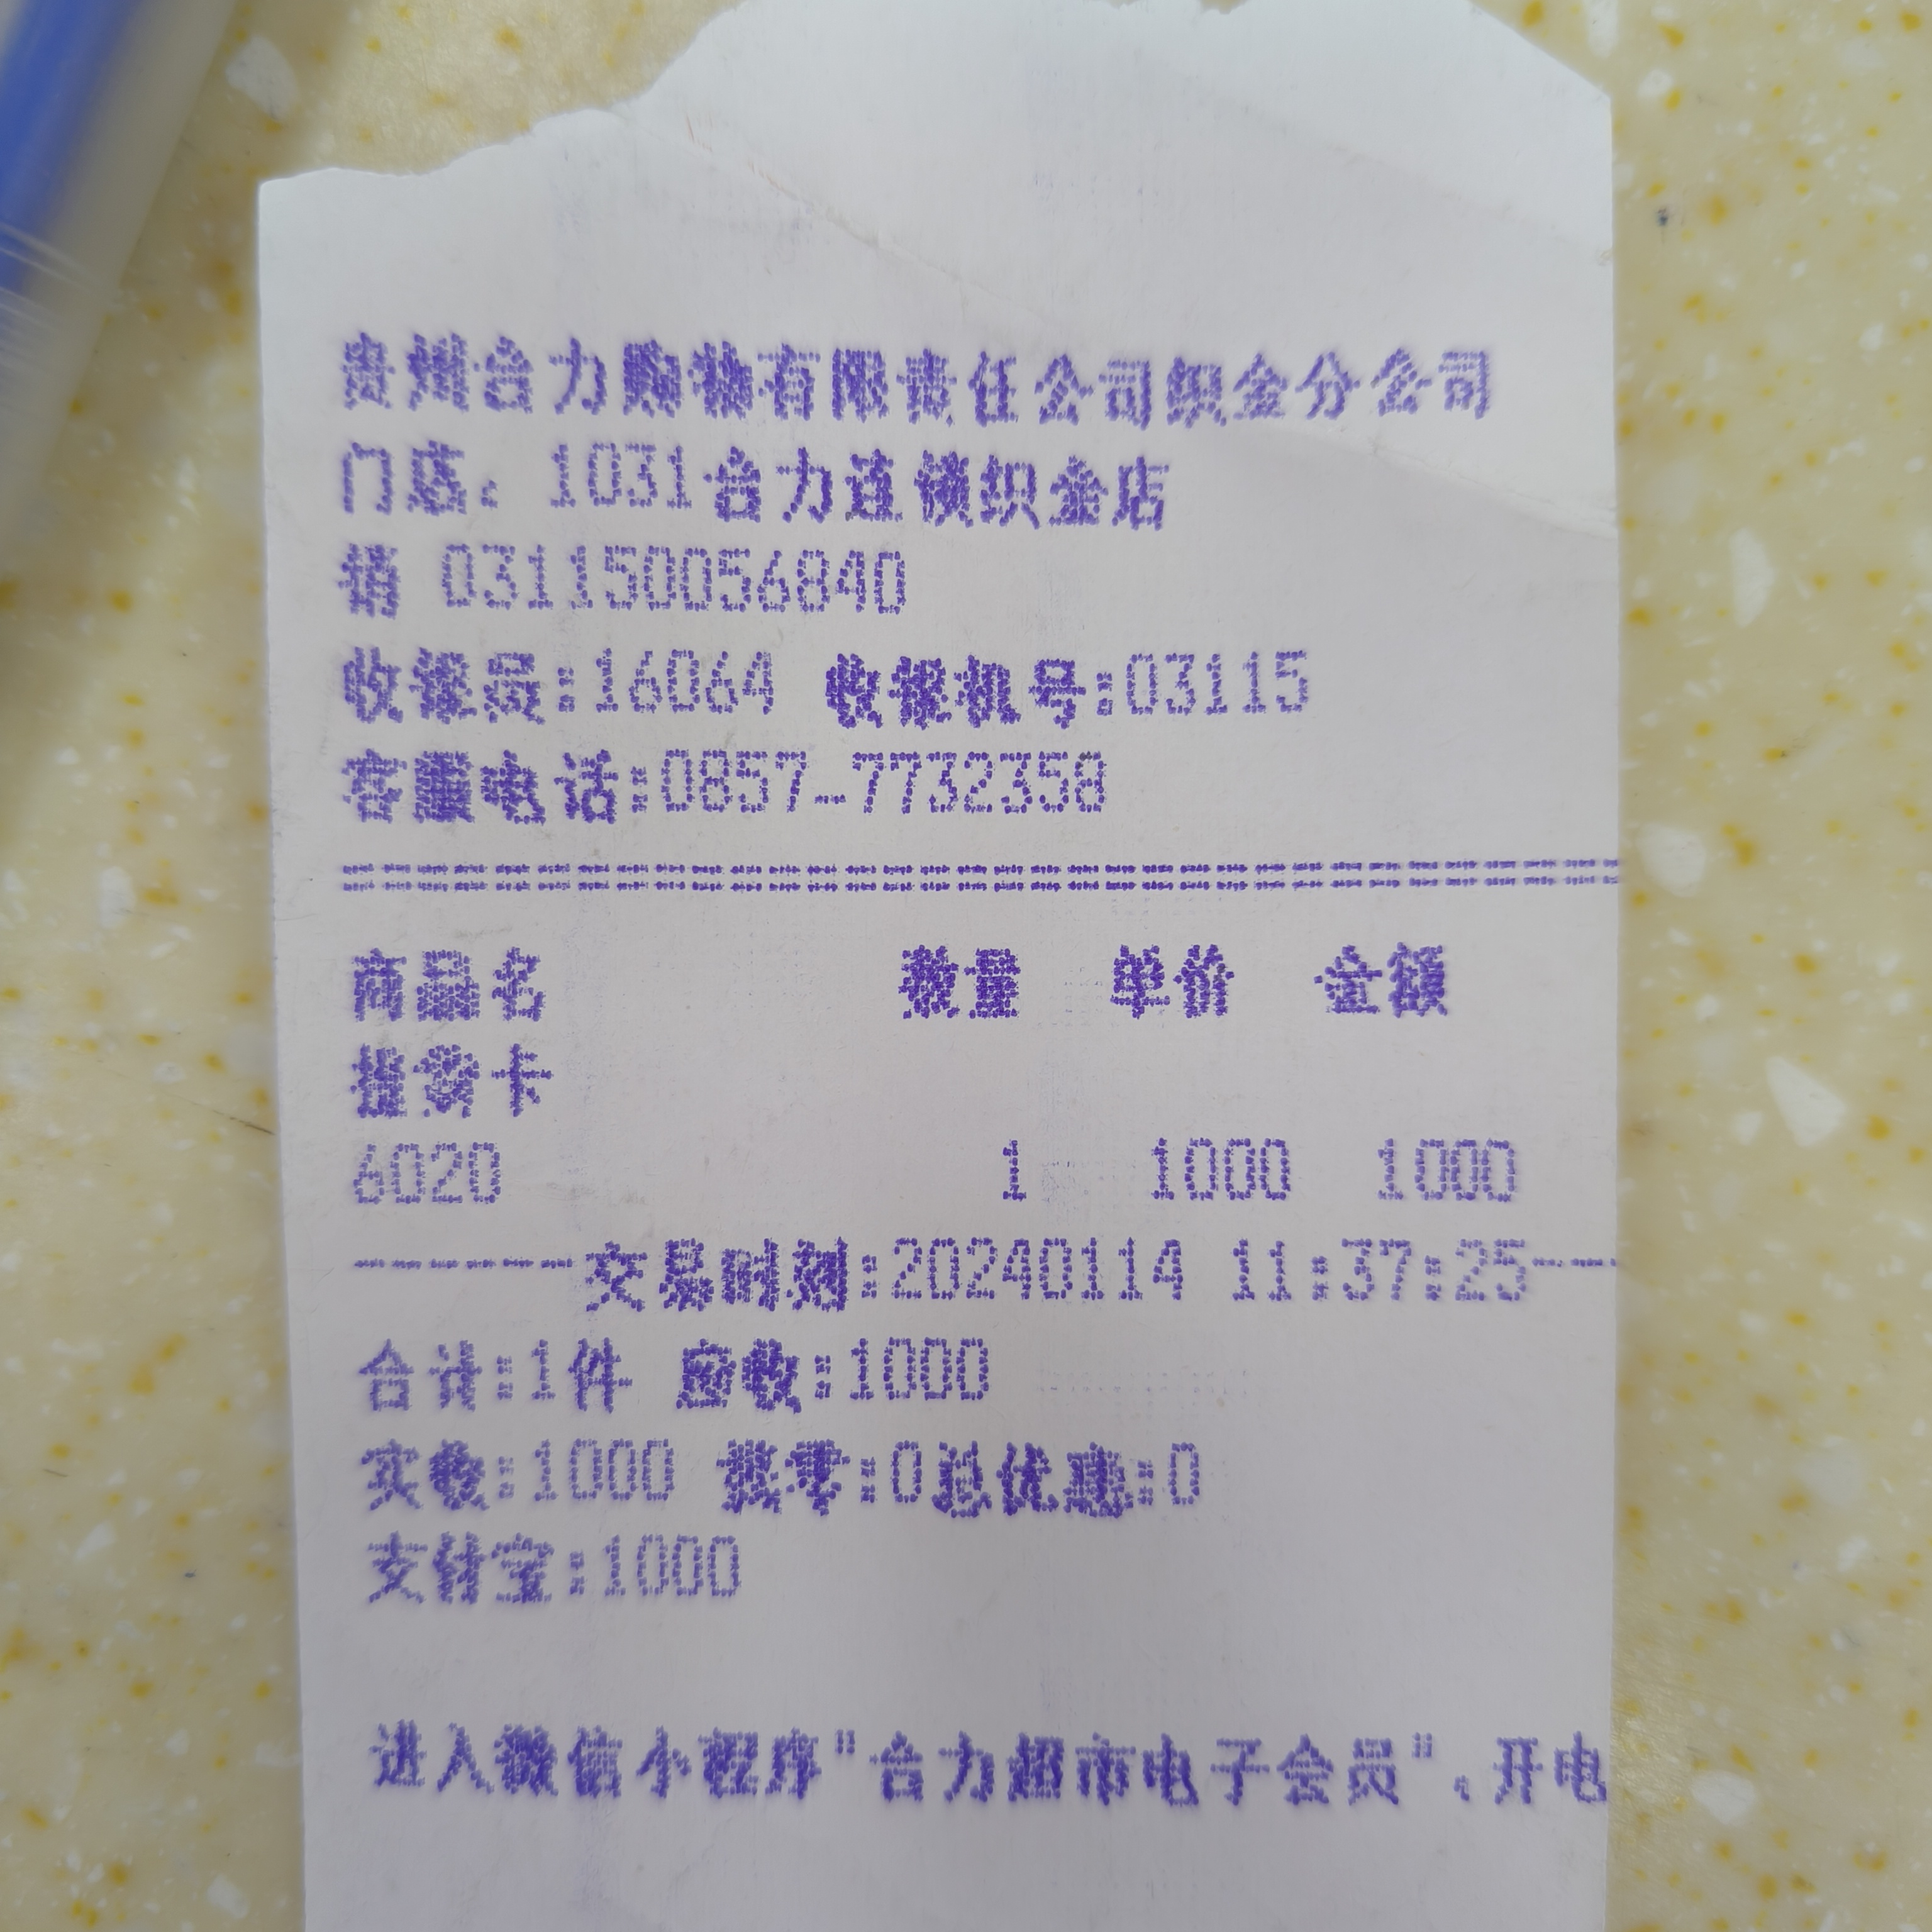 贵州合力购物有限责任公司织金分公司
门店: 1031合力连锁织金店
031150056840
收银员:16064 收银机号:03115
客服电话:0857-7732358
商品名 数量 单价 金额
提货卡
6020 1 1000 1000
------交易时刻:20240114 11:37:25---
合计:1件 应收:1000
实收:1000 找零:0总优惠:0
支付宝:1000
进入微信小程序"合力超市电子会员",开电